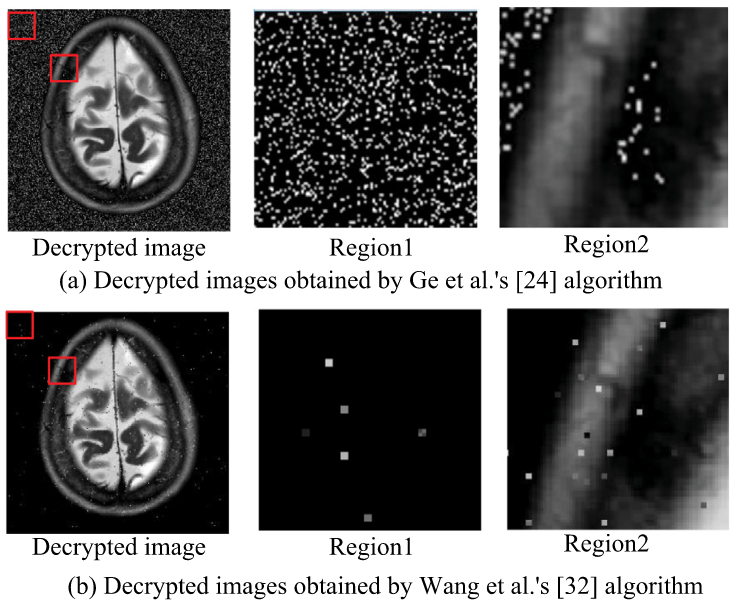 Decrypted image
Region1
Region2
(a) Decrypted images obtained by Ge et al.'s [24] algorithm
Decrypted image
Region1
Region2
(b) Decrypted images obtained by Wang et al.'s [32] algorithm